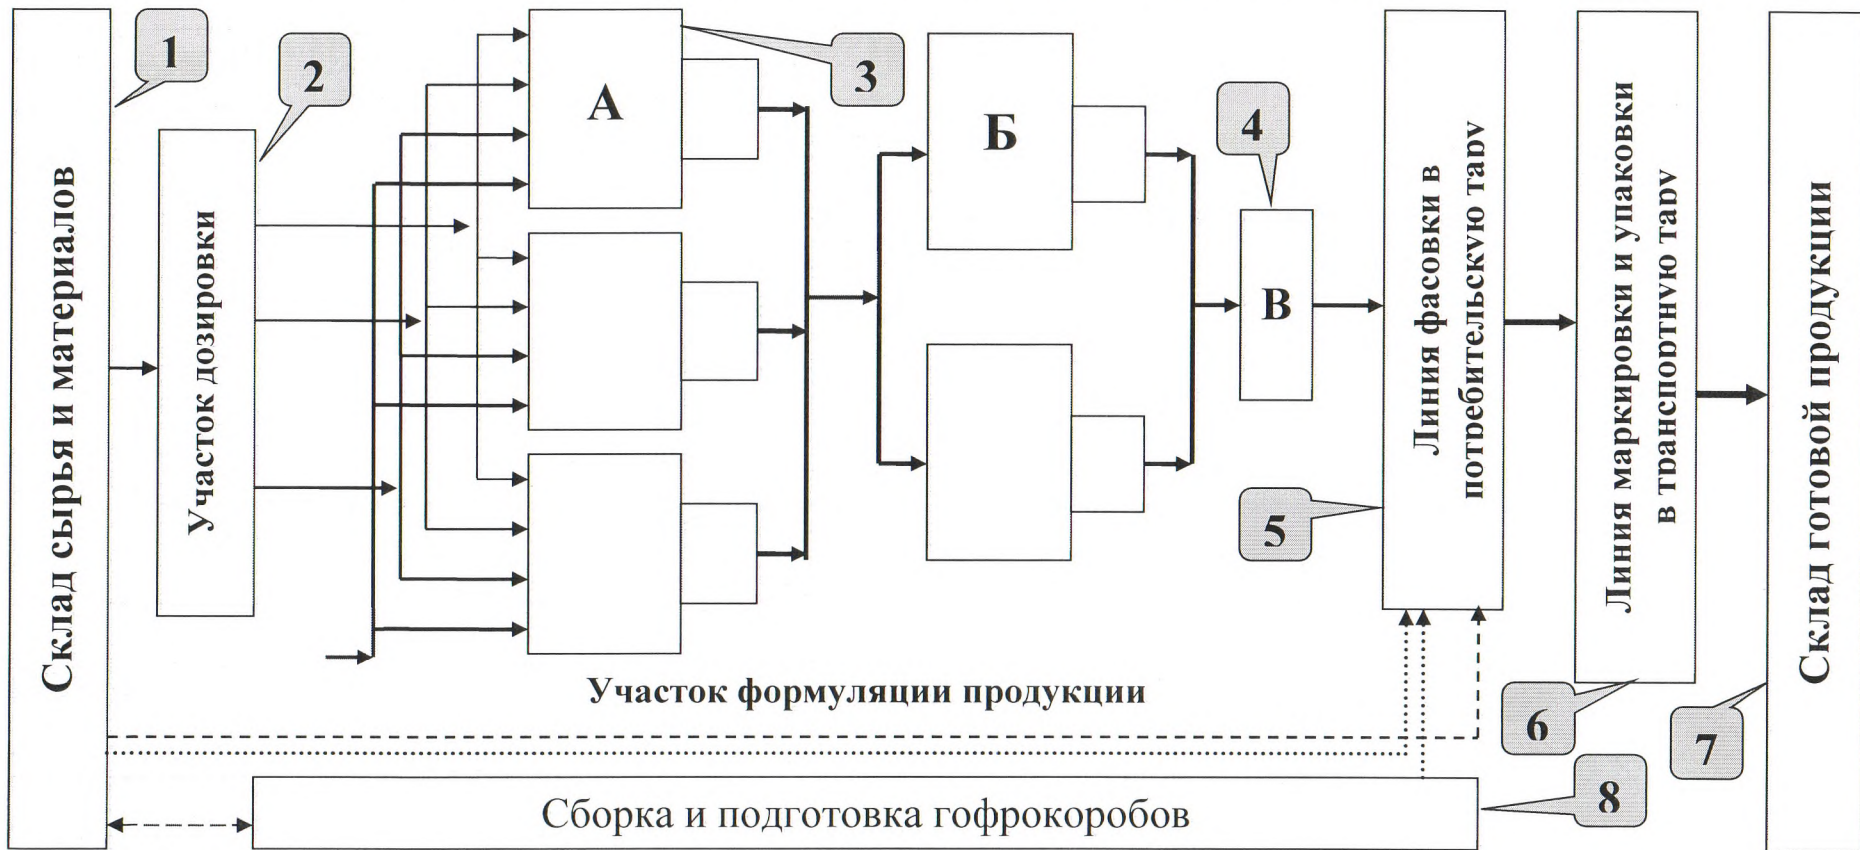 1
2
3
4
5
6
7
8
А
Б
В
Склад сырья и материалов
Участок дозировки
Линия фасовки в
потребительскую тару
Линия маркировки и упаковки
в транспортную тару
Склад готовой продукции
Участок формуляции продукции
Сборка и подготовка гофрокоробов